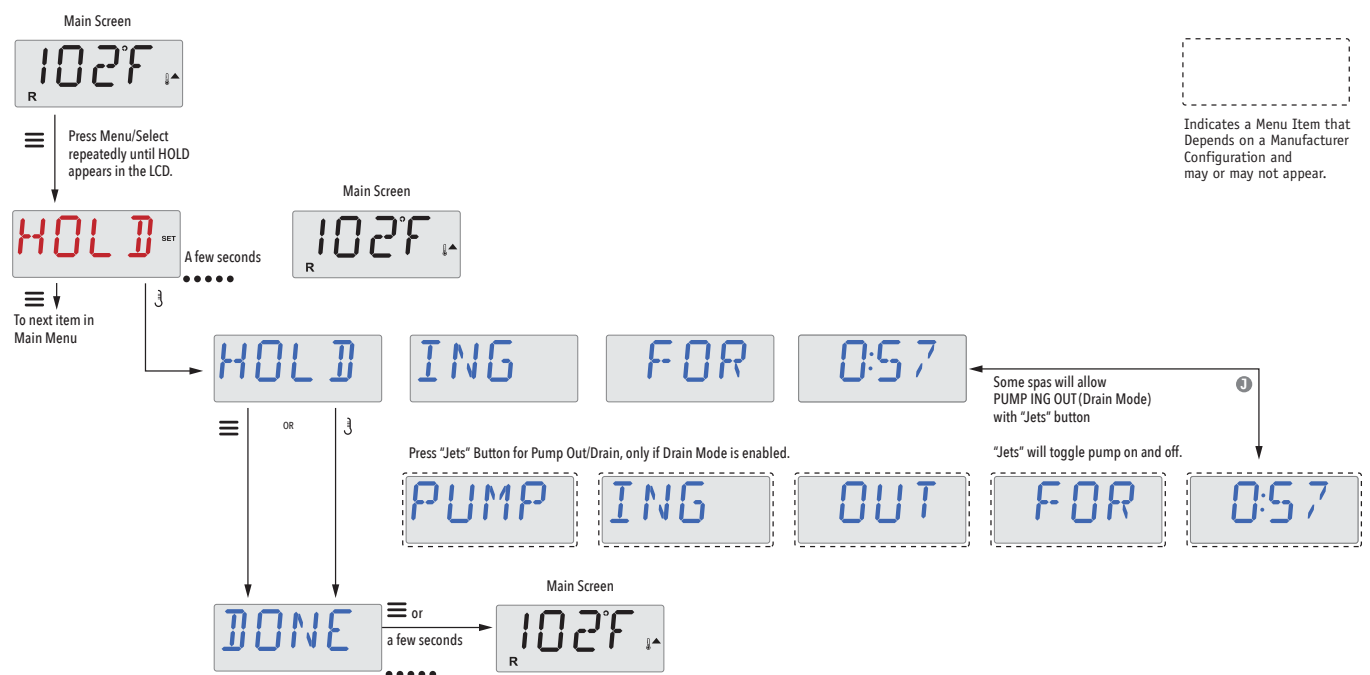 Main Screen
102°F
R
Press Menu/Select
repeatedly until HOLD
appears in the LCD.
Indicates a Menu Item that
Depends on a Manufacturer
Configuration and
may or may not appear.
HOLD SET
A few seconds
Main Screen
102°F
R
To next item in
Main Menu
HOLD ING FOR 0:57
Some spas will allow
PUMP ING OUT (Drain Mode)
with “Jets” button
J
OR
Press “Jets” Button for Pump Out/Drain, only if Drain Mode is enabled.
“Jets” will toggle pump on and off.
PUMP ING OUT FOR 0:57
DONE
or
a few seconds
Main Screen
102°F
R